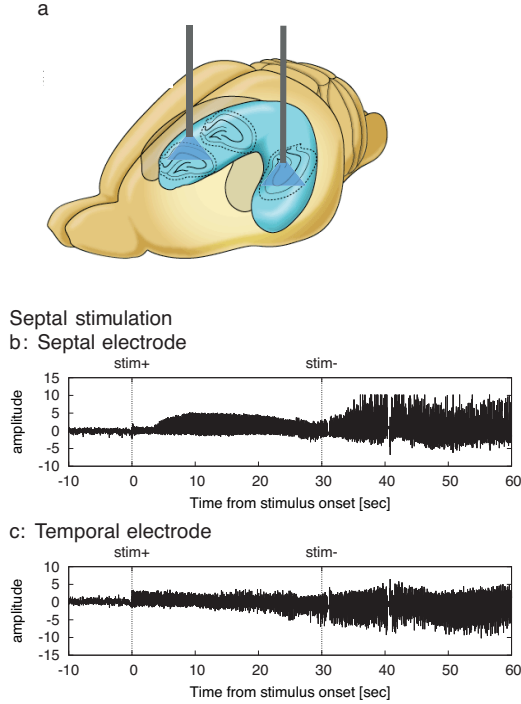 a
Septal stimulation
b: Septal electrode
stim+ stim-
15
10
5
0
-5
-10
amplitude
-10 0 10 20 30 40 50 60
Time from stimulus onset [sec]
c: Temporal electrode
stim+ stim-
10
5
0
-5
-10
-15
amplitude
-10 0 10 20 30 40 50 60
Time from stimulus onset [sec]